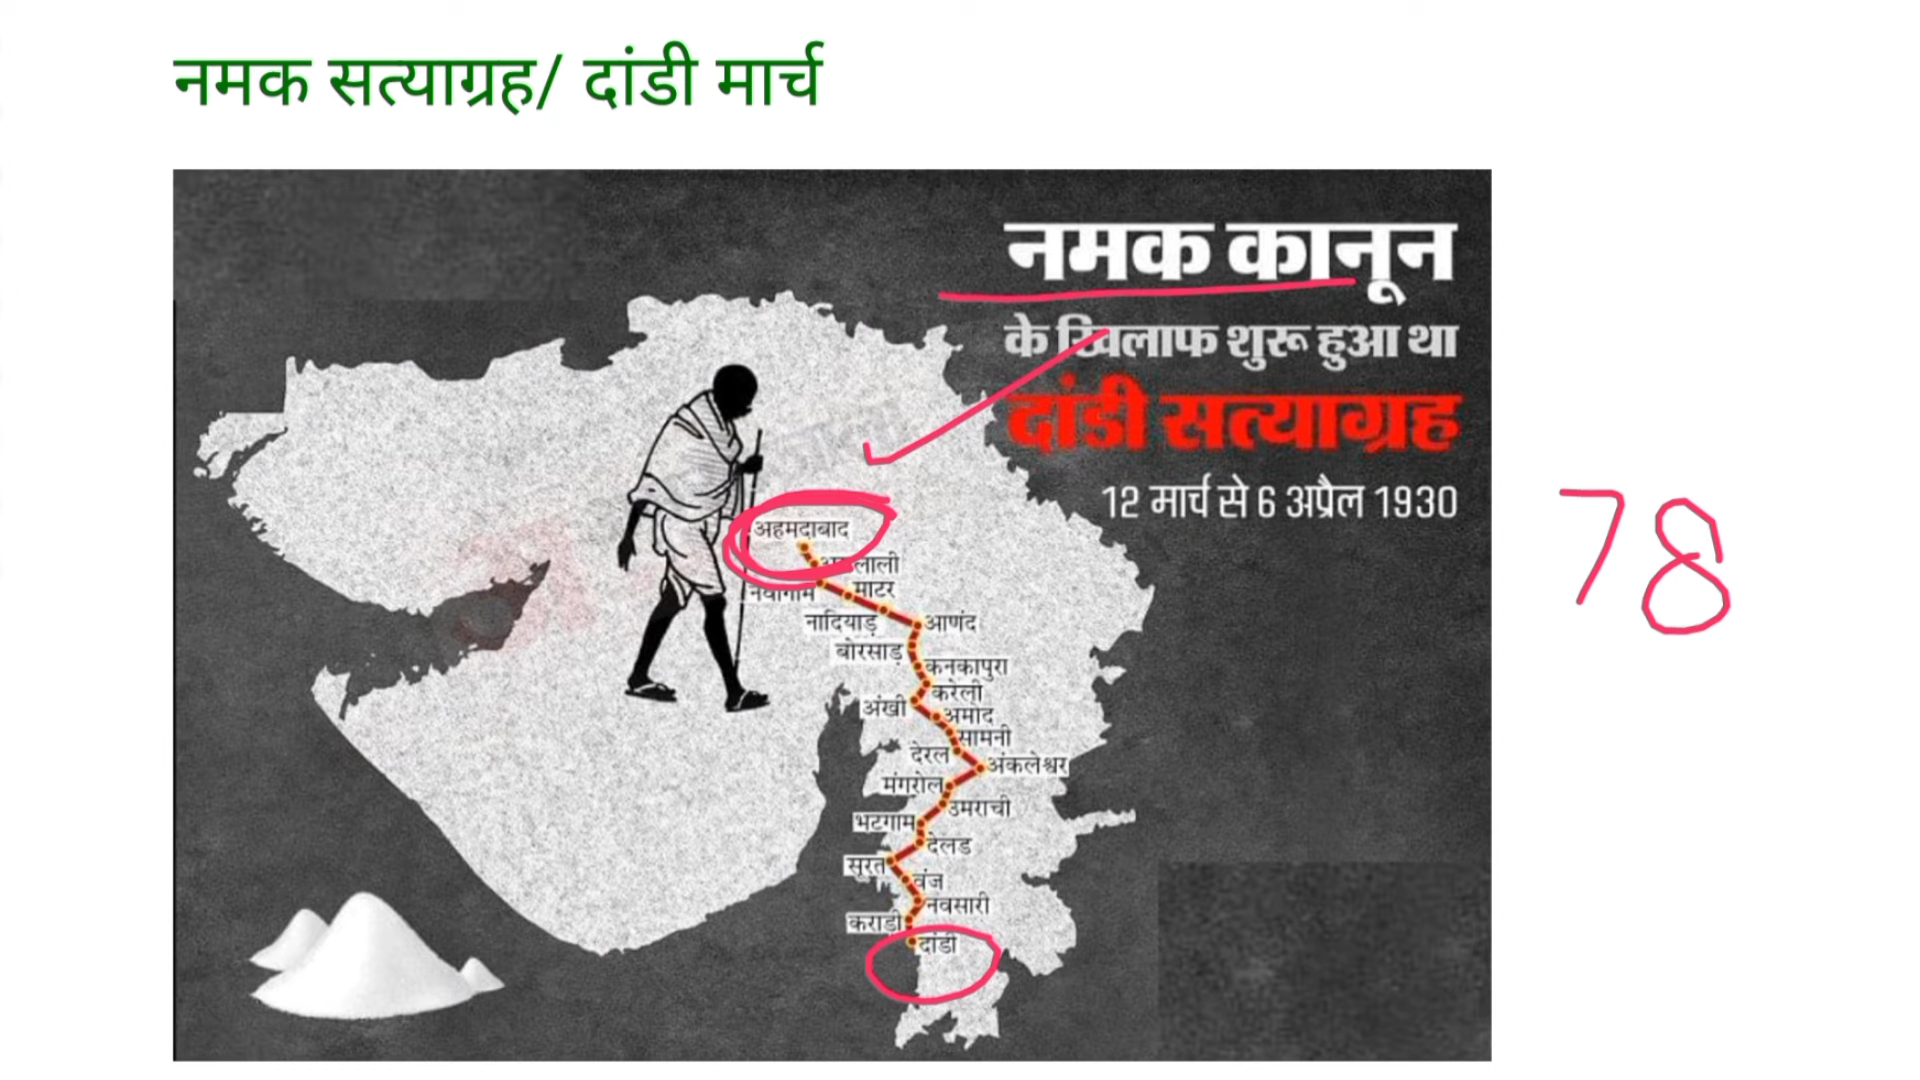 नमक सत्याग्रह/ दांडी मार्च
नमक कानून
के खिलाफ शुरू हुआ था
दांडी सत्याग्रह
12 मार्च से 6 अप्रैल 1930
78
अहमदाबाद
नवागाम
माटर
नादियाड़
आणंद
बोरसाड़
कनकापुरा
करेली
अंखी
अमोद
सामनी
देरल
अंकलेश्वर
मंगरोल
उमराची
भटगाम
देलड
सूरत
वंज
नवसारी
कराडी
दांडी